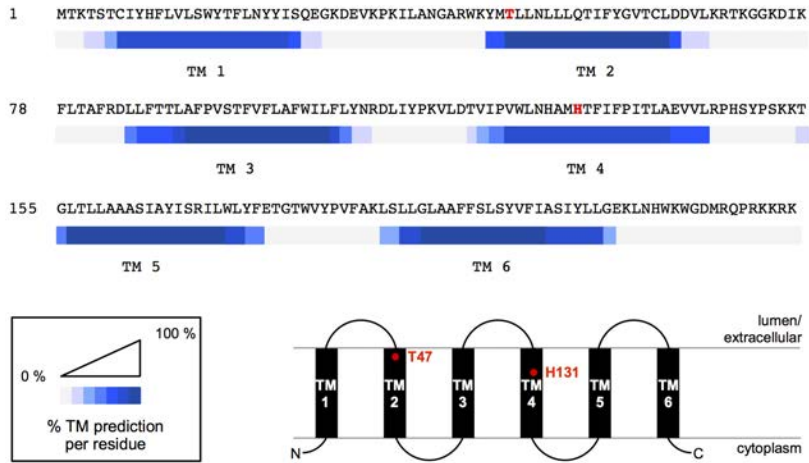 1 MTKTSTCIYHFLVLSWYTFLNYYISQEGKDEVKPKILANGARWKYMTLLNLLLQTIFYGVTCLDDVLKRTKGGKDIK
TM 1 TM 2
78 FLTAFRDLLFTTLAFPVSTFVFLAFWILFLYNRDLIYPKVLDTVIPVWLNHAMHTFIFPITLAEVVLRPHSYPSKKT
TM 3 TM 4
155 GLTLLAAASIAYISRILWLYFETGTWVYPVFAKLSLLGLAAFFSLSYVFIASIYLLGEKLNHWKWGDMRQPRKKRK
TM 5 TM 6
100 %
0 %
% TM prediction
per residue
lumen/
extracellular
T47
H131
TM
1
TM
2
TM
3
TM
4
TM
5
TM
6
N
C
cytoplasm